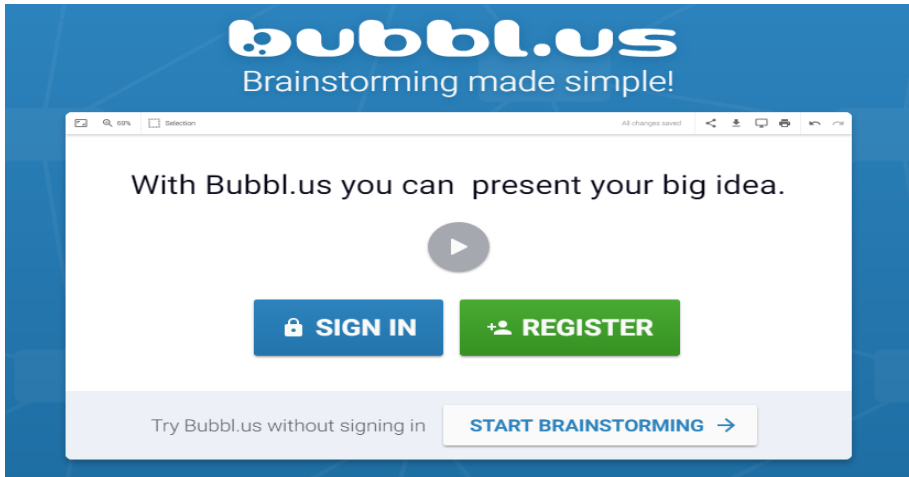 bubbl.us
Brainstorming made simple!
69% Selection All changes saved
With Bubbl.us you can present your big idea.
SIGN IN REGISTER
Try Bubbl.us without signing in START BRAINSTORMING →